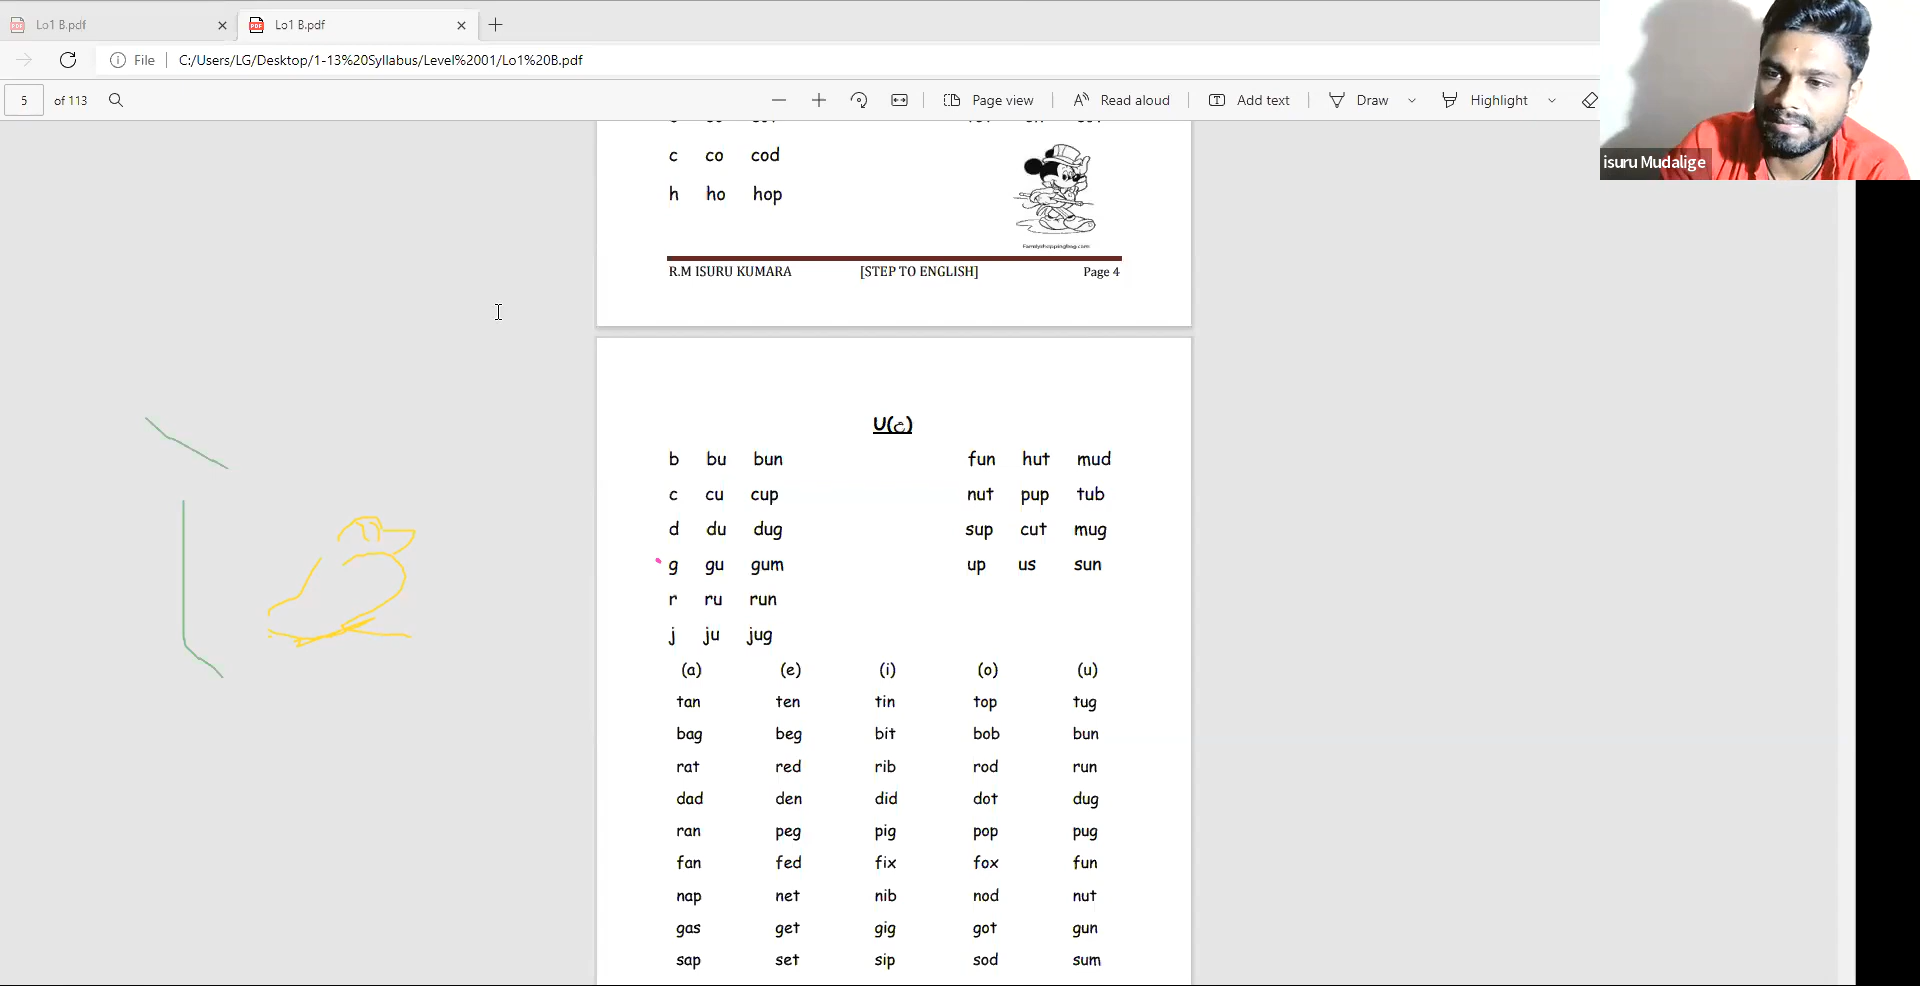 Lo1 B.pdf
Lo1 B.pdf
File C:/Users/LG/Desktop/1-13%20Syllabus/Level%2001/Lo1%20B.pdf
5 of 113 Page view Read aloud Add text Draw Highlight
isuru Mudalige
c co cod
h ho hop
Familyshoppingbag.com
R.M ISURU KUMARA [STEP TO ENGLISH] Page 4
b bu bun fun hut mud
c cu cup nut pup tub
d du dug sup cut mug
g gu gum up us sun
r ru run
j ju jug
(a) (e) (i) (o) (u)
tan ten tin top tug
bag beg bit bob bun
rat red rib rod run
dad den did dot dug
ran peg pig pop pug
fan fed fix fox fun
nap net nib nod nut
gas get gig got gun
sap set sip sod sum